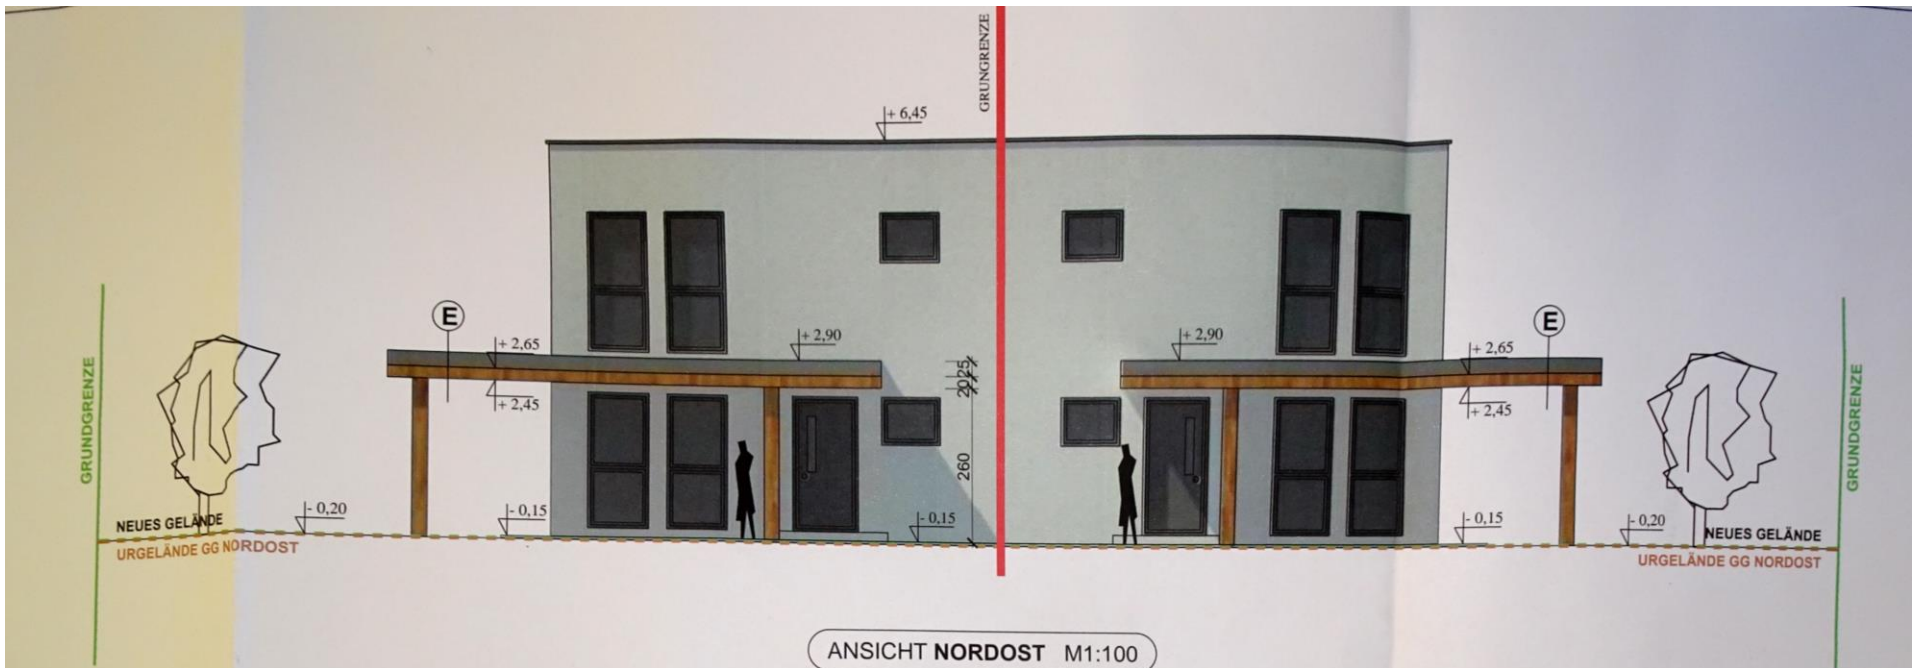 GRUNGRENZE
+ 6,45
E
E
+ 2,65
+ 2,90
+ 2,90
+ 2,65
25
20
+ 2,45
+ 2,45
GRUNDGRENZE
GRUNDGRENZE
260
- 0,20
- 0,15
- 0,15
- 0,15
- 0,20
NEUES GELÄNDE
NEUES GELÄNDE
URGELÄNDE GG NORDOST
URGELÄNDE GG NORDOST
ANSICHT NORDOST M1:100